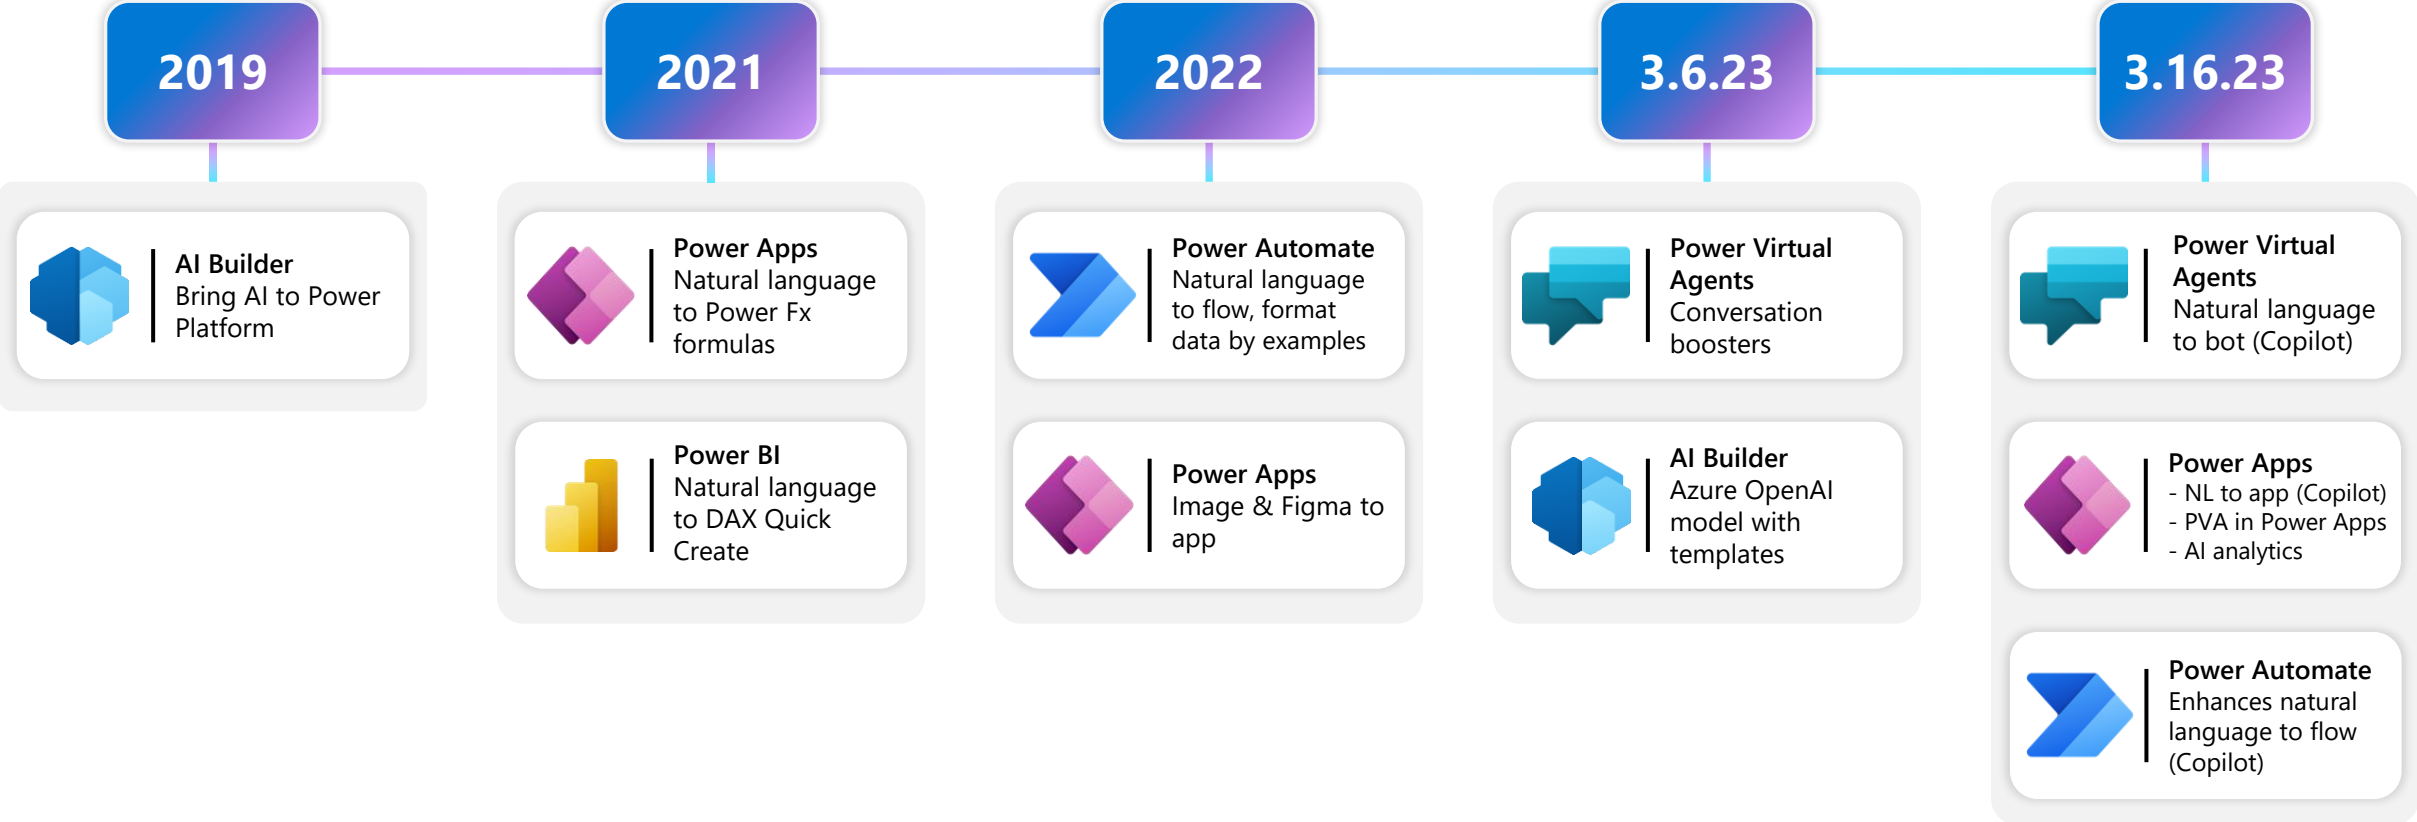 2019
2021
2022
3.6.23
3.16.23
AI Builder
Bring AI to Power
Platform
Power Apps
Natural language
to Power Fx
formulas
Power BI
Natural language
to DAX Quick
Create
Power Automate
Natural language
to flow, format
data by examples
Power Apps
Image & Figma to
app
Power Virtual
Agents
Conversation
boosters
AI Builder
Azure OpenAI
model with
templates
Power Virtual
Agents
Natural language
to bot (Copilot)
Power Apps
- NL to app (Copilot)
- PVA in Power Apps
- AI analytics
Power Automate
Enhances natural
language to flow
(Copilot)